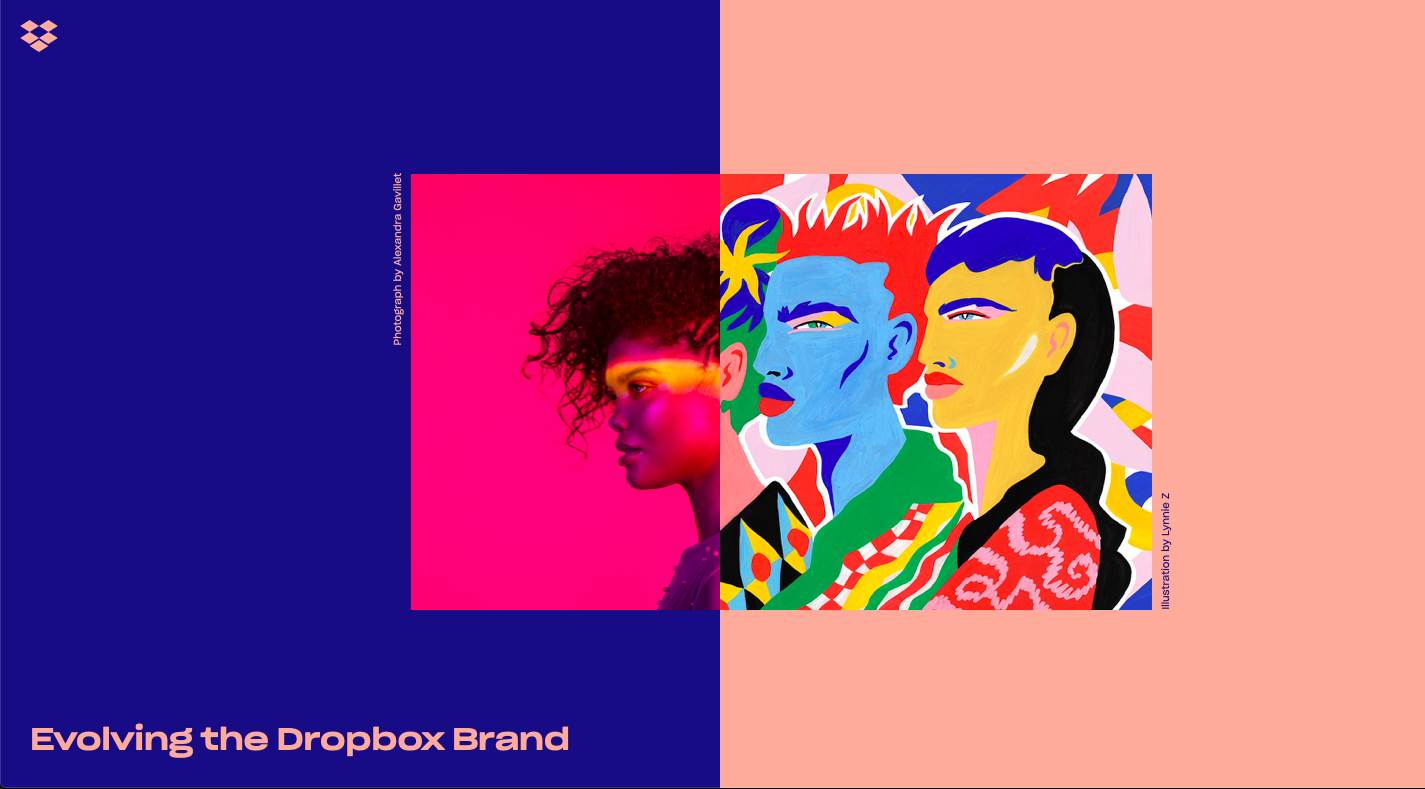 Photograph by Alexandra Gavillet
Illustration by Lynnie Z
Evolving the Dropbox Brand